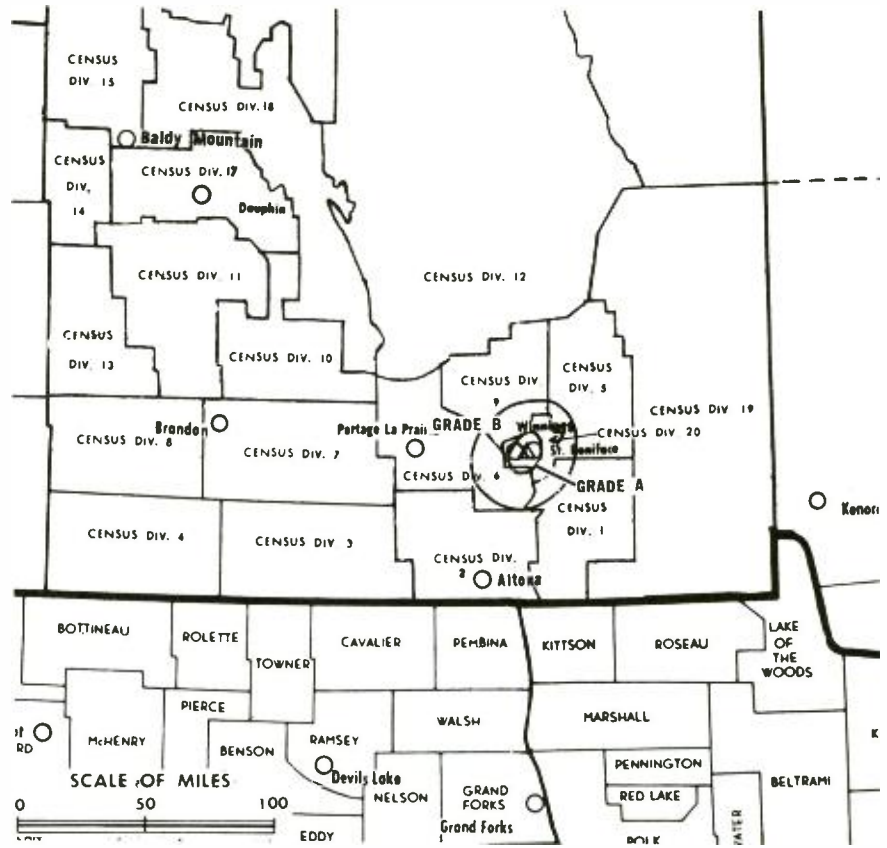 CENSUS
DIV. 15
CENSUS DIV. 18
Baldy Mountain
CENSUS
DIV.
14
CENSUS DIV. 17
Dauphin
CENSUS DIV. 11
CENSUS DIV. 12
CENSUS
DIV. 13
CENSUS DIV. 10
CENSUS DIV.
9
CENSUS
DIV. 5
CENSUS DIV. 19
Brandon
CENSUS DIV. 8
CENSUS DIV. 7
Portage La Prai
GRADE B
CENSUS DIV. 20
St. Boniface
CENSUS DIV. 6
GRADE A
CENSUS
DIV. 1
Kenor
CENSUS DIV. 4
CENSUS DIV. 3
CENSUS DIV.
2
Altona
BOTTINEAU
ROLETTE
TOWNER
CAVALIER
PEMBINA
KITTSON
ROSEAU
LAKE
OF
THE
WOODS
PIERCE
McHENRY
BENSON
RAMSEY
WALSH
MARSHALL
PENNINGTON
RED LAKE
BELTRAMI
K
ot
RD
Devils Lake
NELSON
GRAND
FORKS
Grand Forks
SCALE OF MILES
0 50 100
EDDY
POLK
WATER